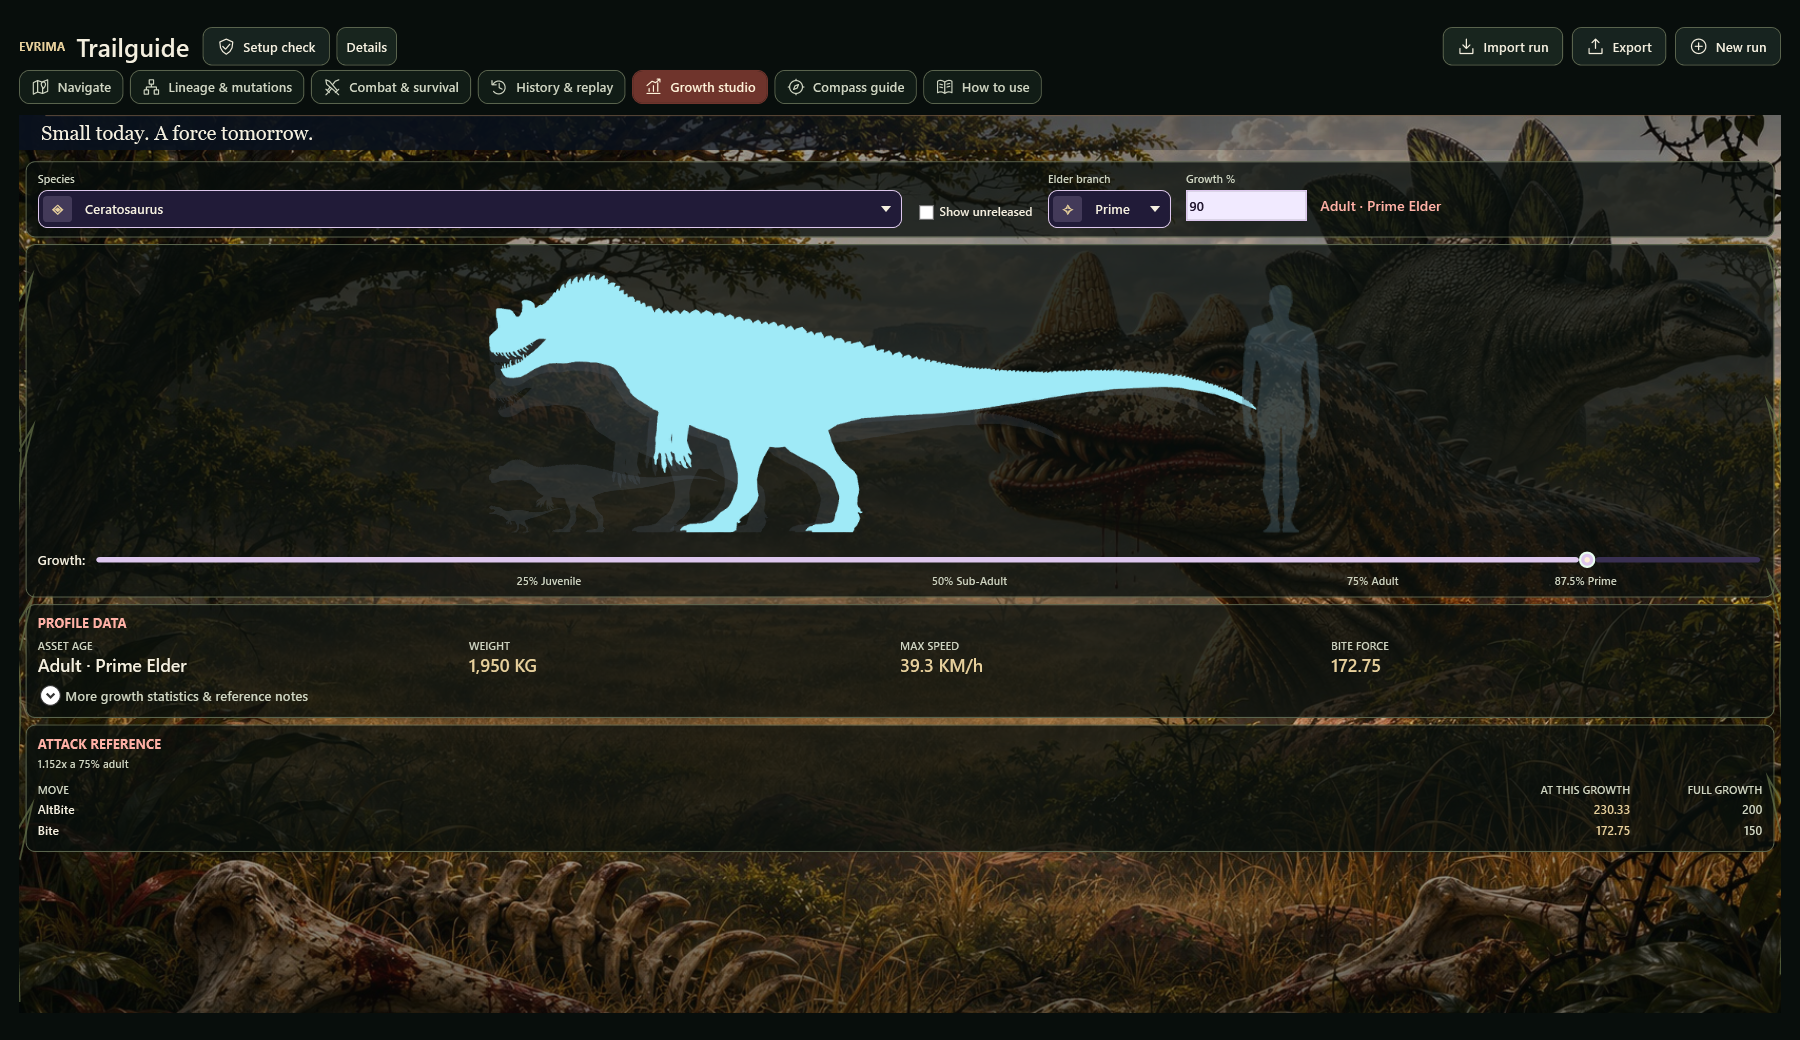 EVRIMA Trailguide Setup check Details Import run Export New run
Navigate Lineage & mutations Combat & survival History & replay Growth studio Compass guide How to use
Small today. A force tomorrow.
Species Elder branch Growth %
Ceratosaurus Show unreleased Prime 90 Adult · Prime Elder
Growth:
25% Juvenile 50% Sub-Adult 75% Adult 87.5% Prime
PROFILE DATA
ASSET AGE WEIGHT MAX SPEED BITE FORCE
Adult · Prime Elder 1,950 KG 39.3 KM/h 172.75
More growth statistics & reference notes
ATTACK REFERENCE
1.152x a 75% adult
MOVE AT THIS GROWTH FULL GROWTH
AltBite 230.33 200
Bite 172.75 150